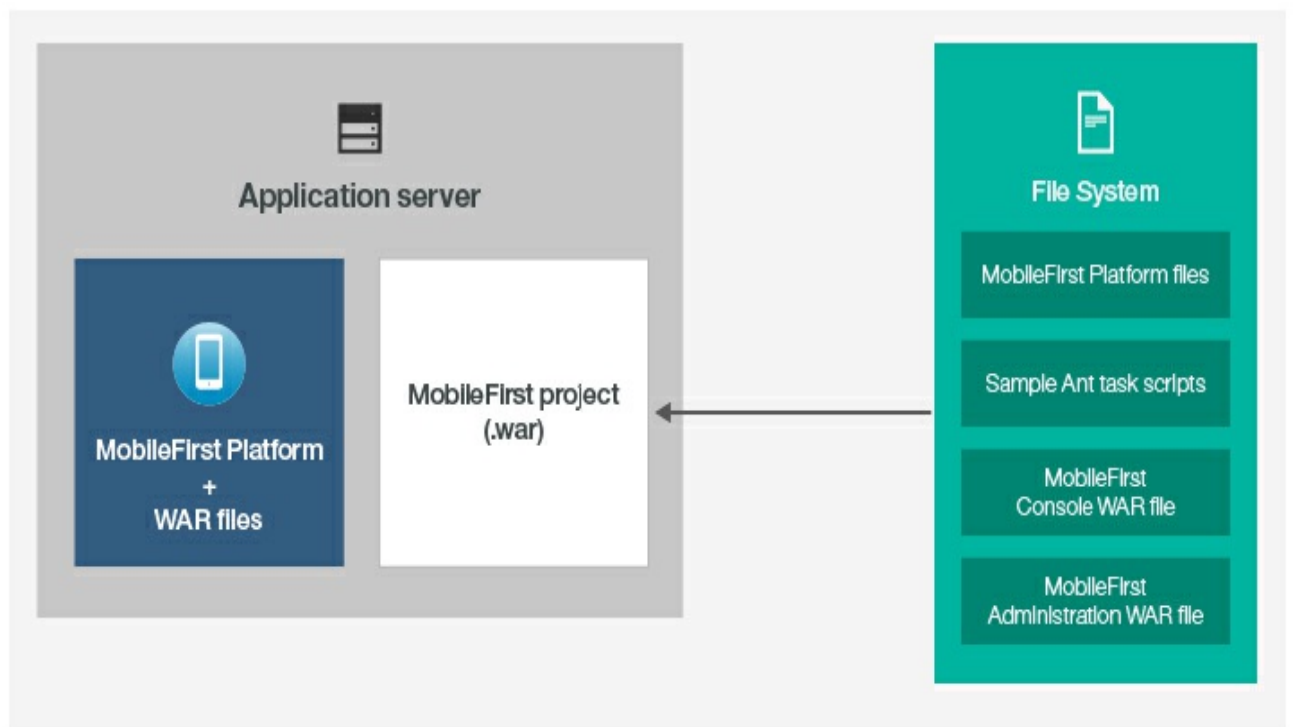 Application server
MobileFirst Platform
+
WAR files
MobileFirst project
(.war)
File System
MobileFirst Platform files
Sample Ant task scripts
MobileFirst
Console WAR file
MobileFirst
Administration WAR file